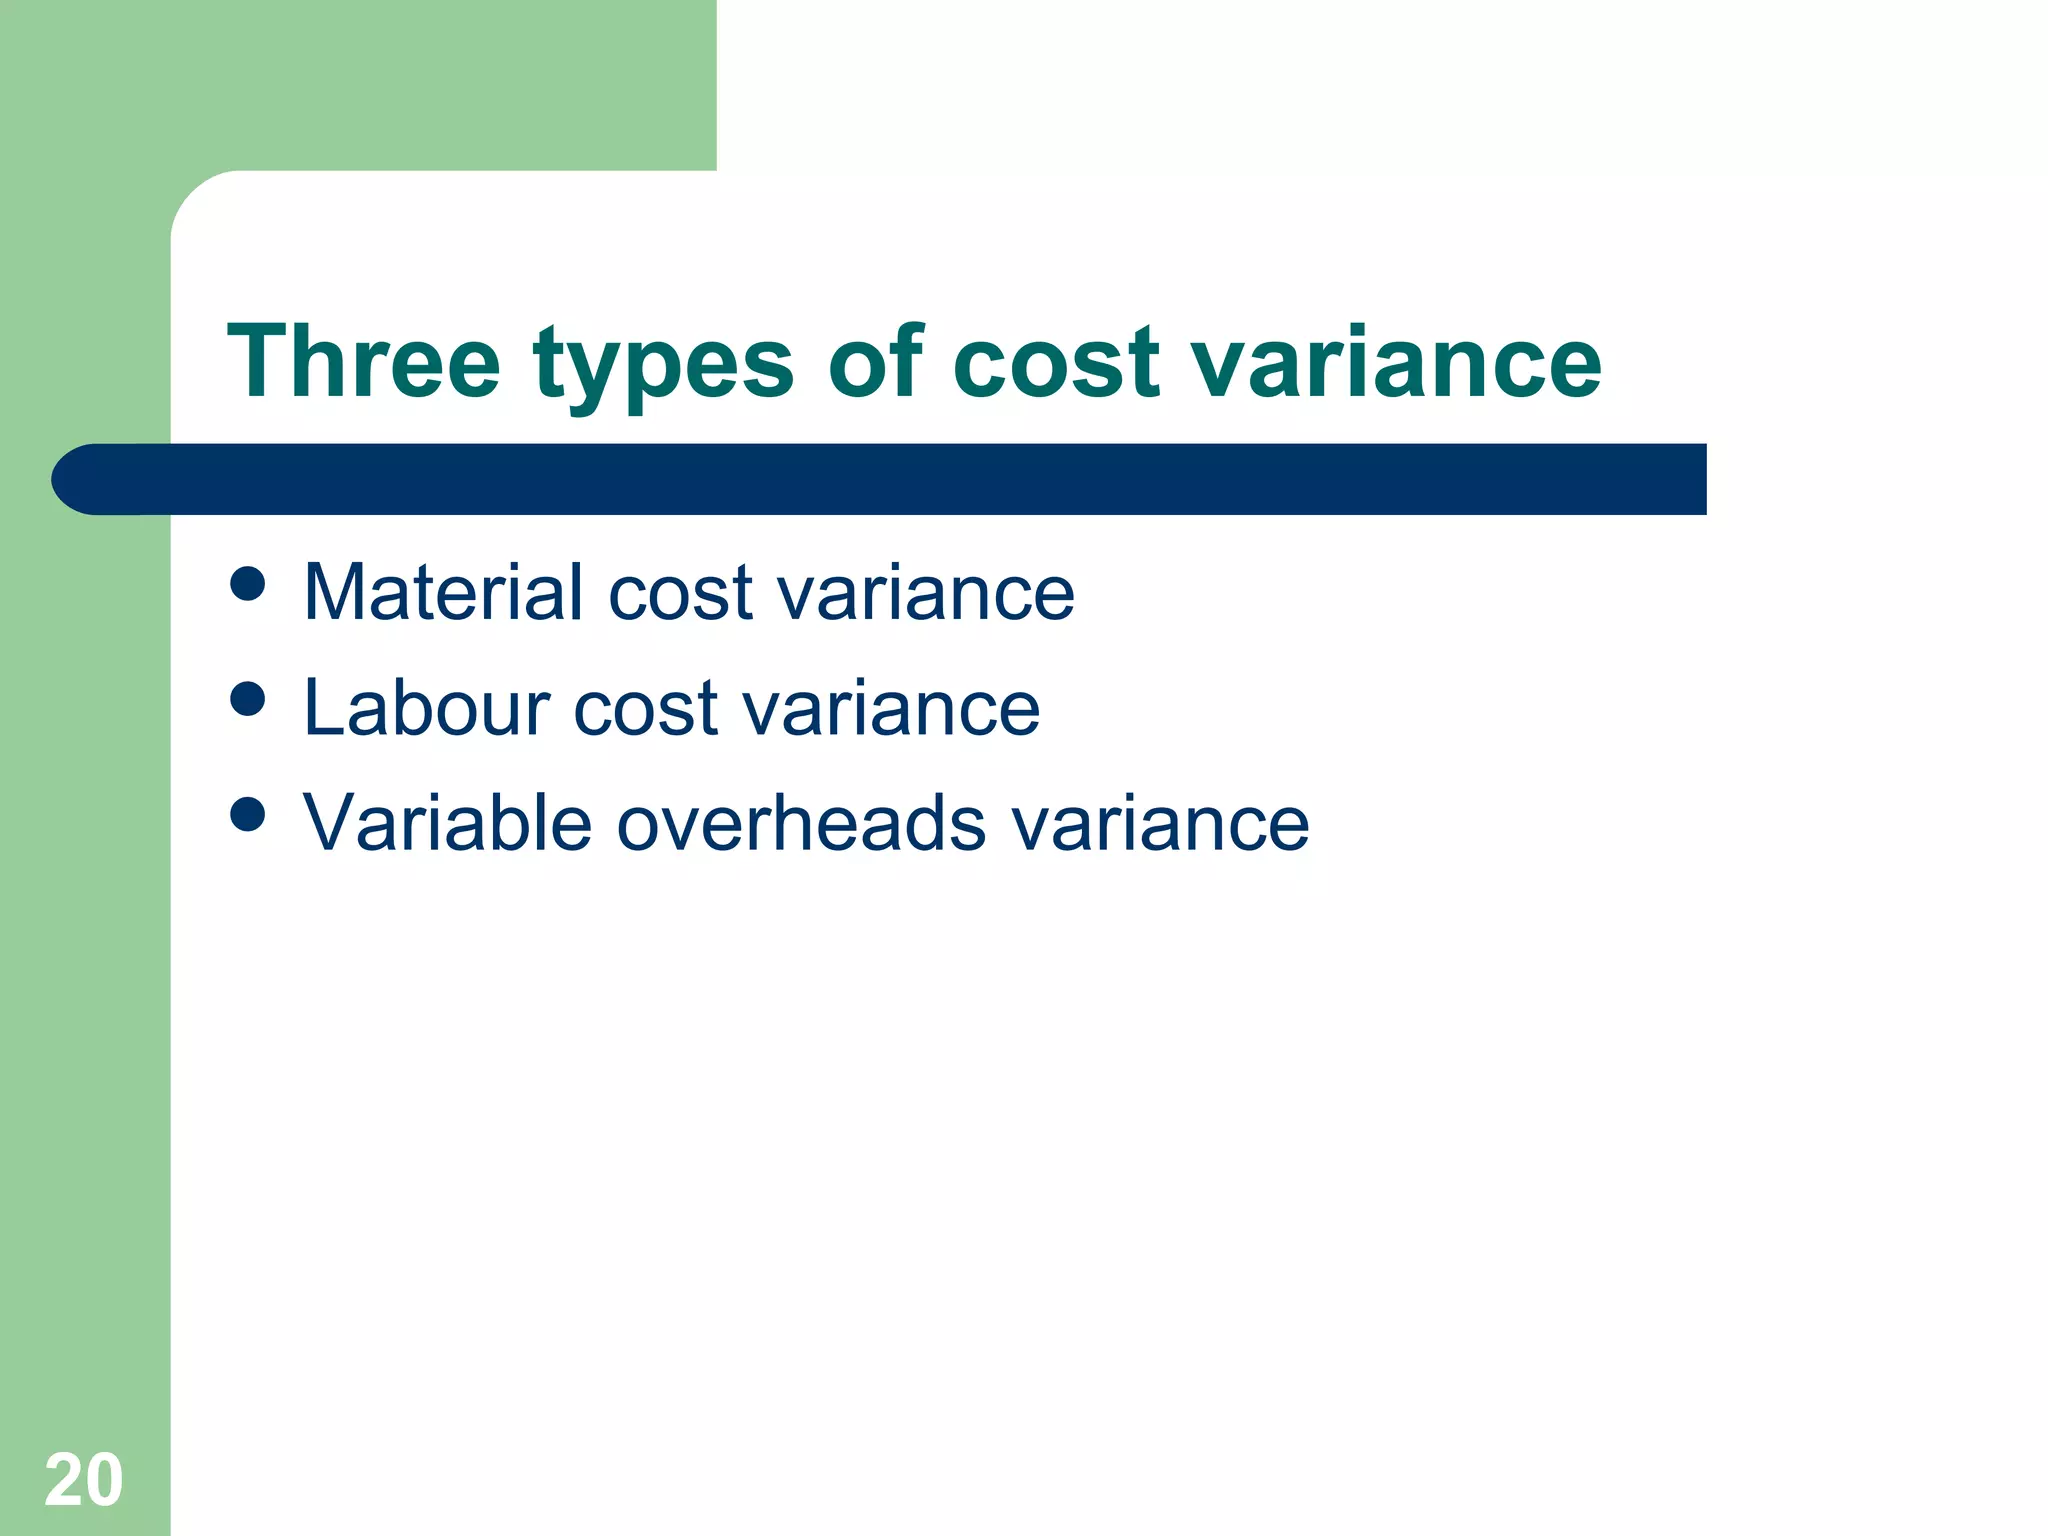 Three types of cost variance
● Material cost variance
● Labour cost variance
● Variable overheads variance
20